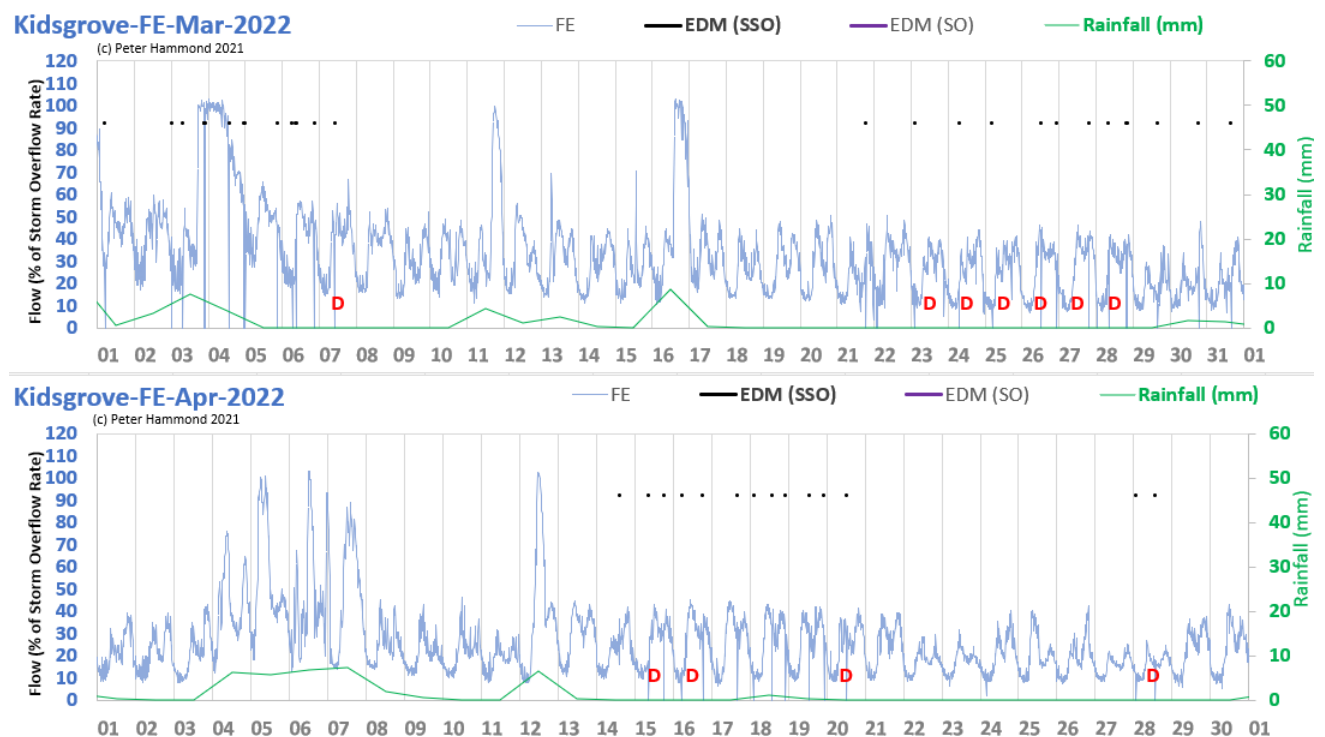 Kidsgrove-FE-Mar-2022 FE EDM (SSO) EDM (SO) Rainfall (mm)
(c) Peter Hammond 2021
Flow (% of Storm Overflow Rate)
120 110 100 90 80 70 60 50 40 30 20 10 0
D D D D D D D
60 50 40 30 20 10 0
Rainfall (mm)
01 02 03 04 05 06 07 08 09 10 11 12 13 14 15 16 17 18 19 20 21 22 23 24 25 26 27 28 29 30 31 01
Kidsgrove-FE-Apr-2022 FE EDM (SSO) EDM (SO) Rainfall (mm)
(c) Peter Hammond 2021
Flow (% of Storm Overflow Rate)
120 110 100 90 80 70 60 50 40 30 20 10 0
D D D D
60 50 40 30 20 10 0
Rainfall (mm)
01 02 03 04 05 06 07 08 09 10 11 12 13 14 15 16 17 18 19 20 21 22 23 24 25 26 27 28 29 30 01